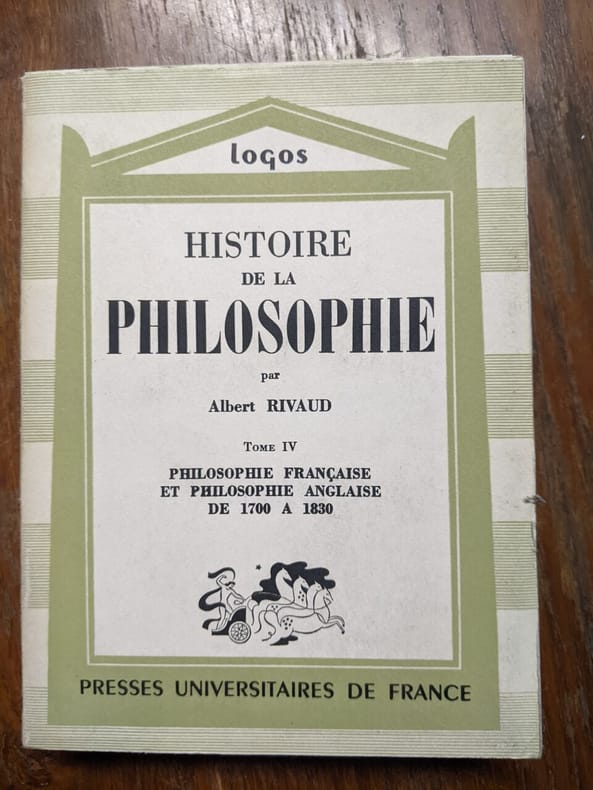 logos
HISTOIRE
DE LA
PHILOSOPHIE
par
Albert RIVAUD
TOME IV
PHILOSOPHIE FRANÇAISE
ET PHILOSOPHIE ANGLAISE
DE 1700 A 1830
PRESSES UNIVERSITAIRES DE FRANCE